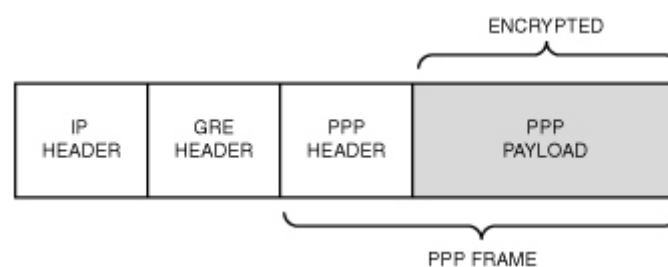 ENCRYPTED
IP
HEADER
GRE
HEADER
PPP
HEADER
PPP
PAYLOAD
PPP FRAME